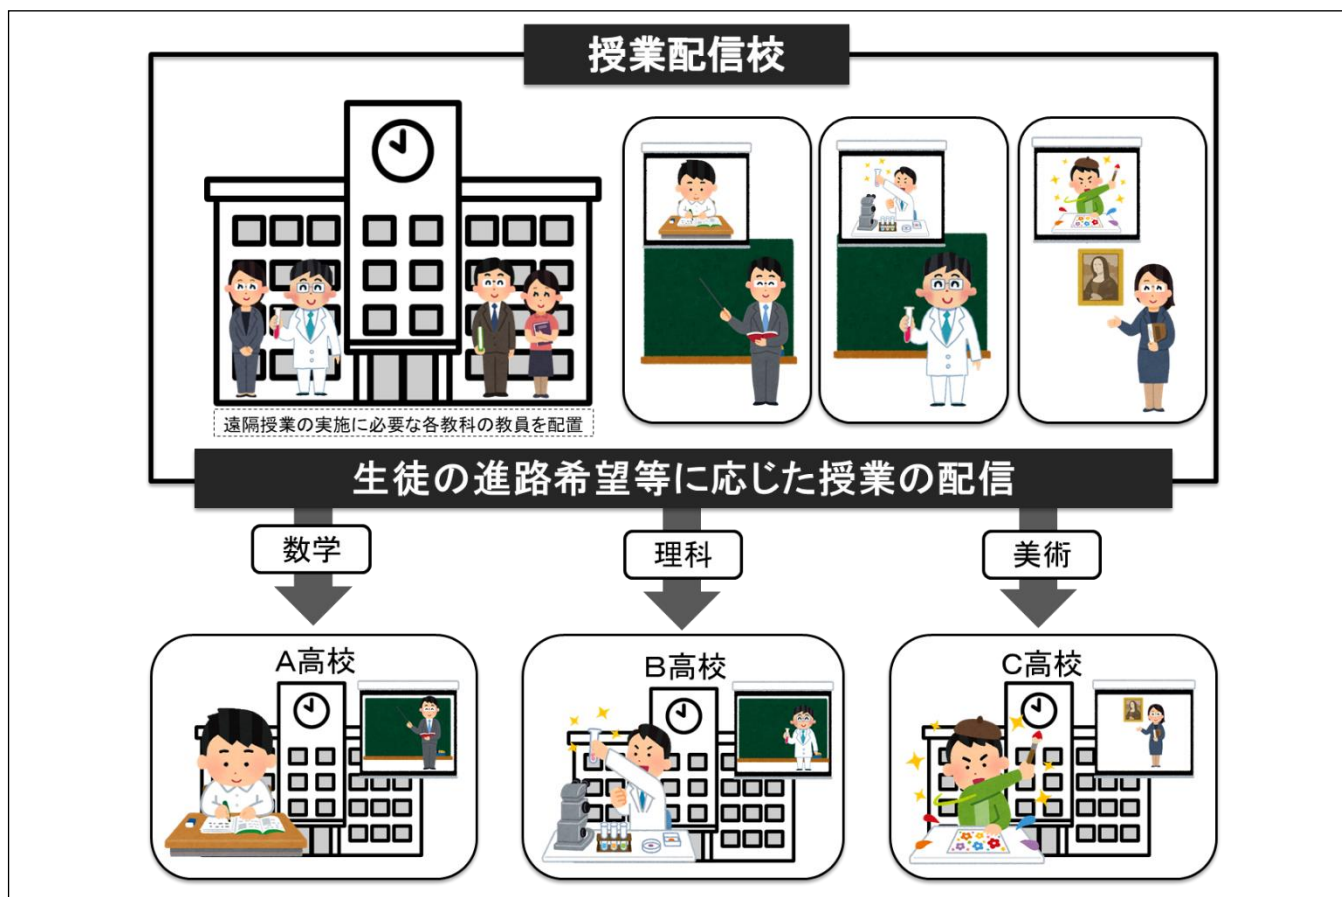 授業配信校
遠隔授業の実施に必要な各教科の教員を配置
生徒の進路希望等に応じた授業の配信
数学
理科
美術
A高校
B高校
C高校